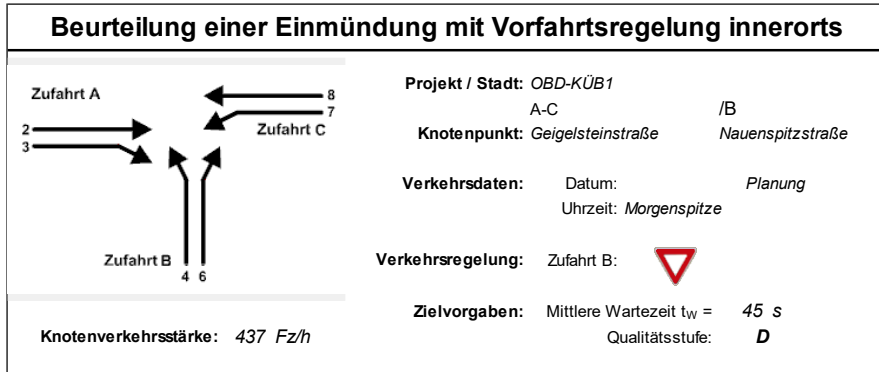 Beurteilung einer Einmündung mit Vorfahrtsregelung innerorts
Zufahrt A
8
7
Zufahrt C
2
3
Zufahrt B
4 6
Knotenverkehrsstärke: 437 Fz/h
Projekt / Stadt: OBD-KÜB1
A-C /B
Knotenpunkt: Geigelsteinstraße Nauenspitzstraße
Verkehrsdaten: Datum: Planung
Uhrzeit: Morgenspitze
Verkehrsregelung: Zufahrt B:
Zielvorgaben: Mittlere Wartezeit tW = 45 s
Qualitätsstufe: D